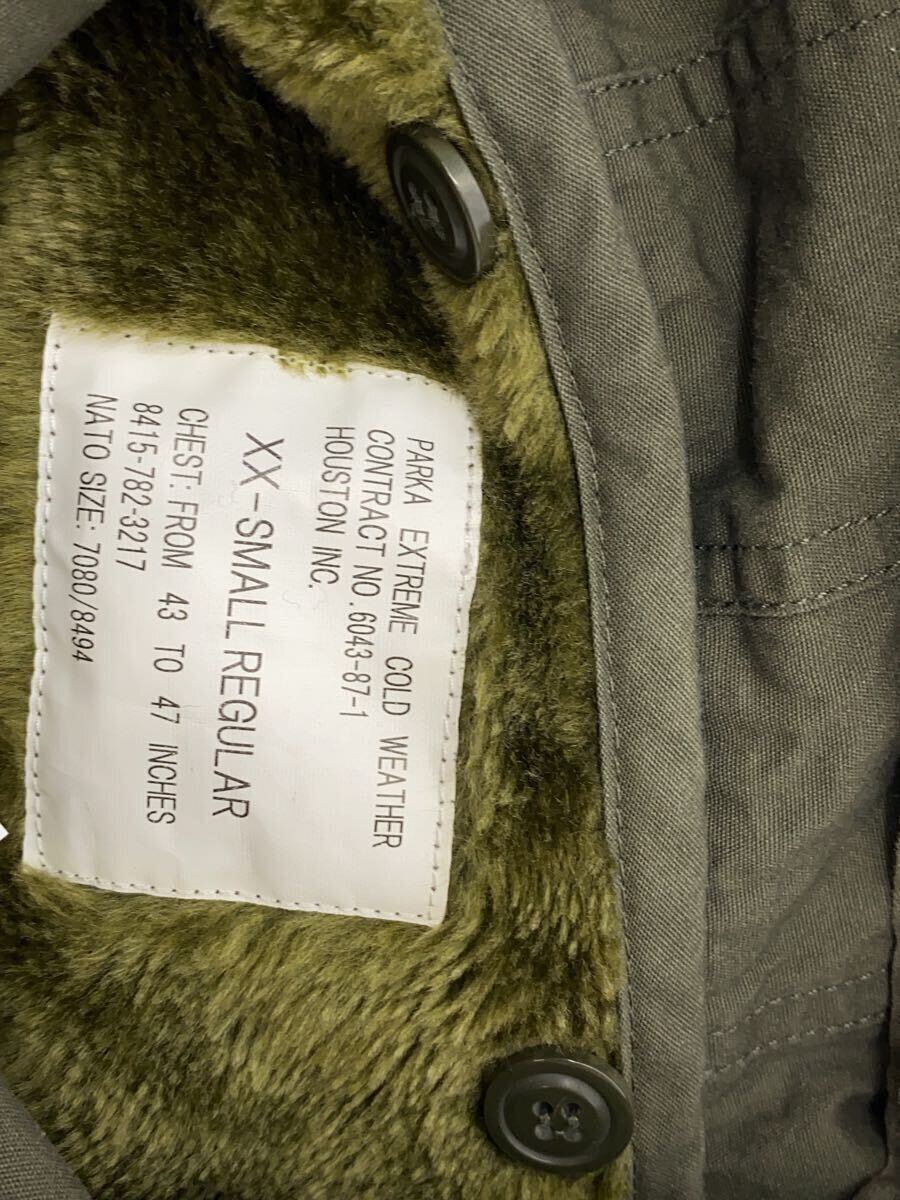 PARKA EXTREME COLD WEATHER
CONTRACT NO.6043-87-1
HOUSTON INC.
XX-SMALL REGULAR
CHEST: FROM 43 TO 47 INCHES
8415-782-3217
NATO SIZE: 7080/8494